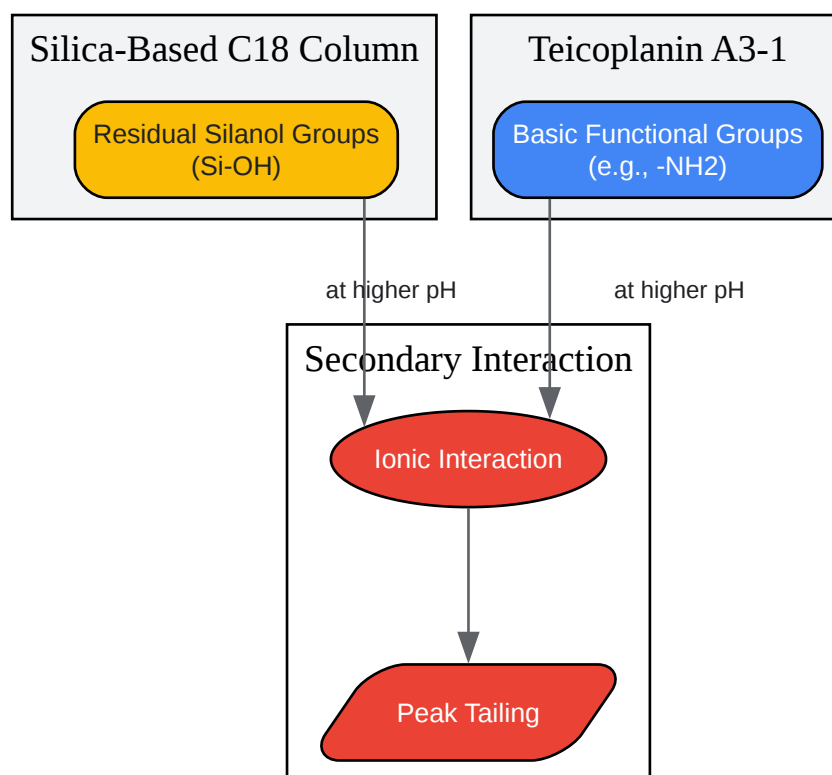 Silica-Based C18 Column
Residual Silanol Groups
(Si-OH)
Teicoplanin A3-1
Basic Functional Groups
(e.g., -NH2)
at higher pH
at higher pH
Secondary Interaction
Ionic Interaction
Peak Tailing